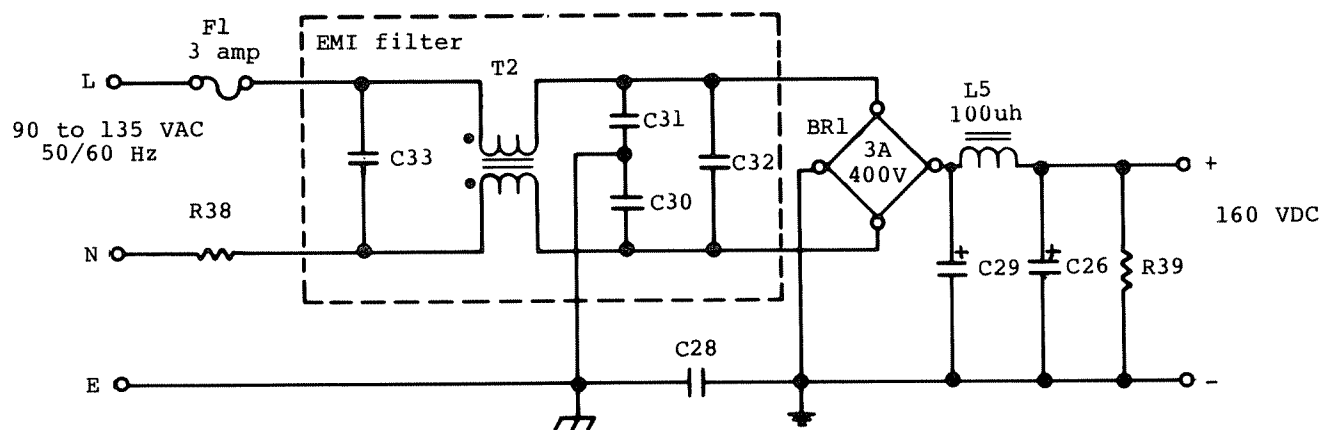 F1
3 amp
EMI filter
T2
L
90 to 135 VAC
50/60 Hz
C33
C31
C32
C30
BR1
3A
400V
L5
100uh
+
160 VDC
R38
N
+
C29
+
C26
R39
C28
E
-